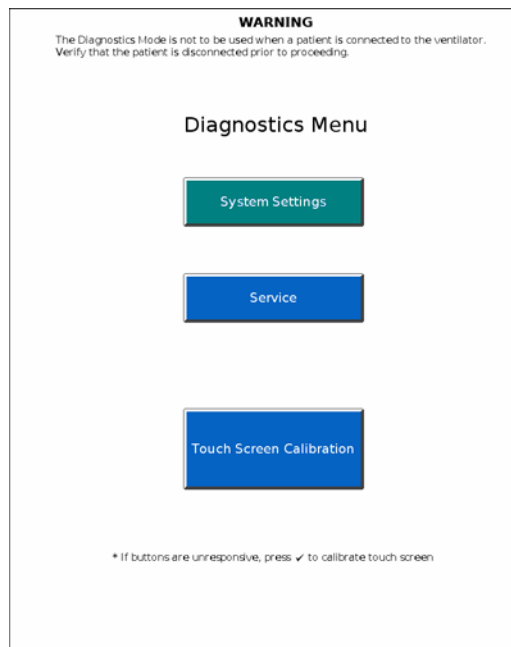 WARNING
The Diagnostics Mode is not to be used when a patient is connected to the ventilator.
Verify that the patient is disconnected prior to proceeding.
Diagnostics Menu
System Settings
Service
Touch Screen Calibration
* If buttons are unresponsive, press ✓ to calibrate touch screen